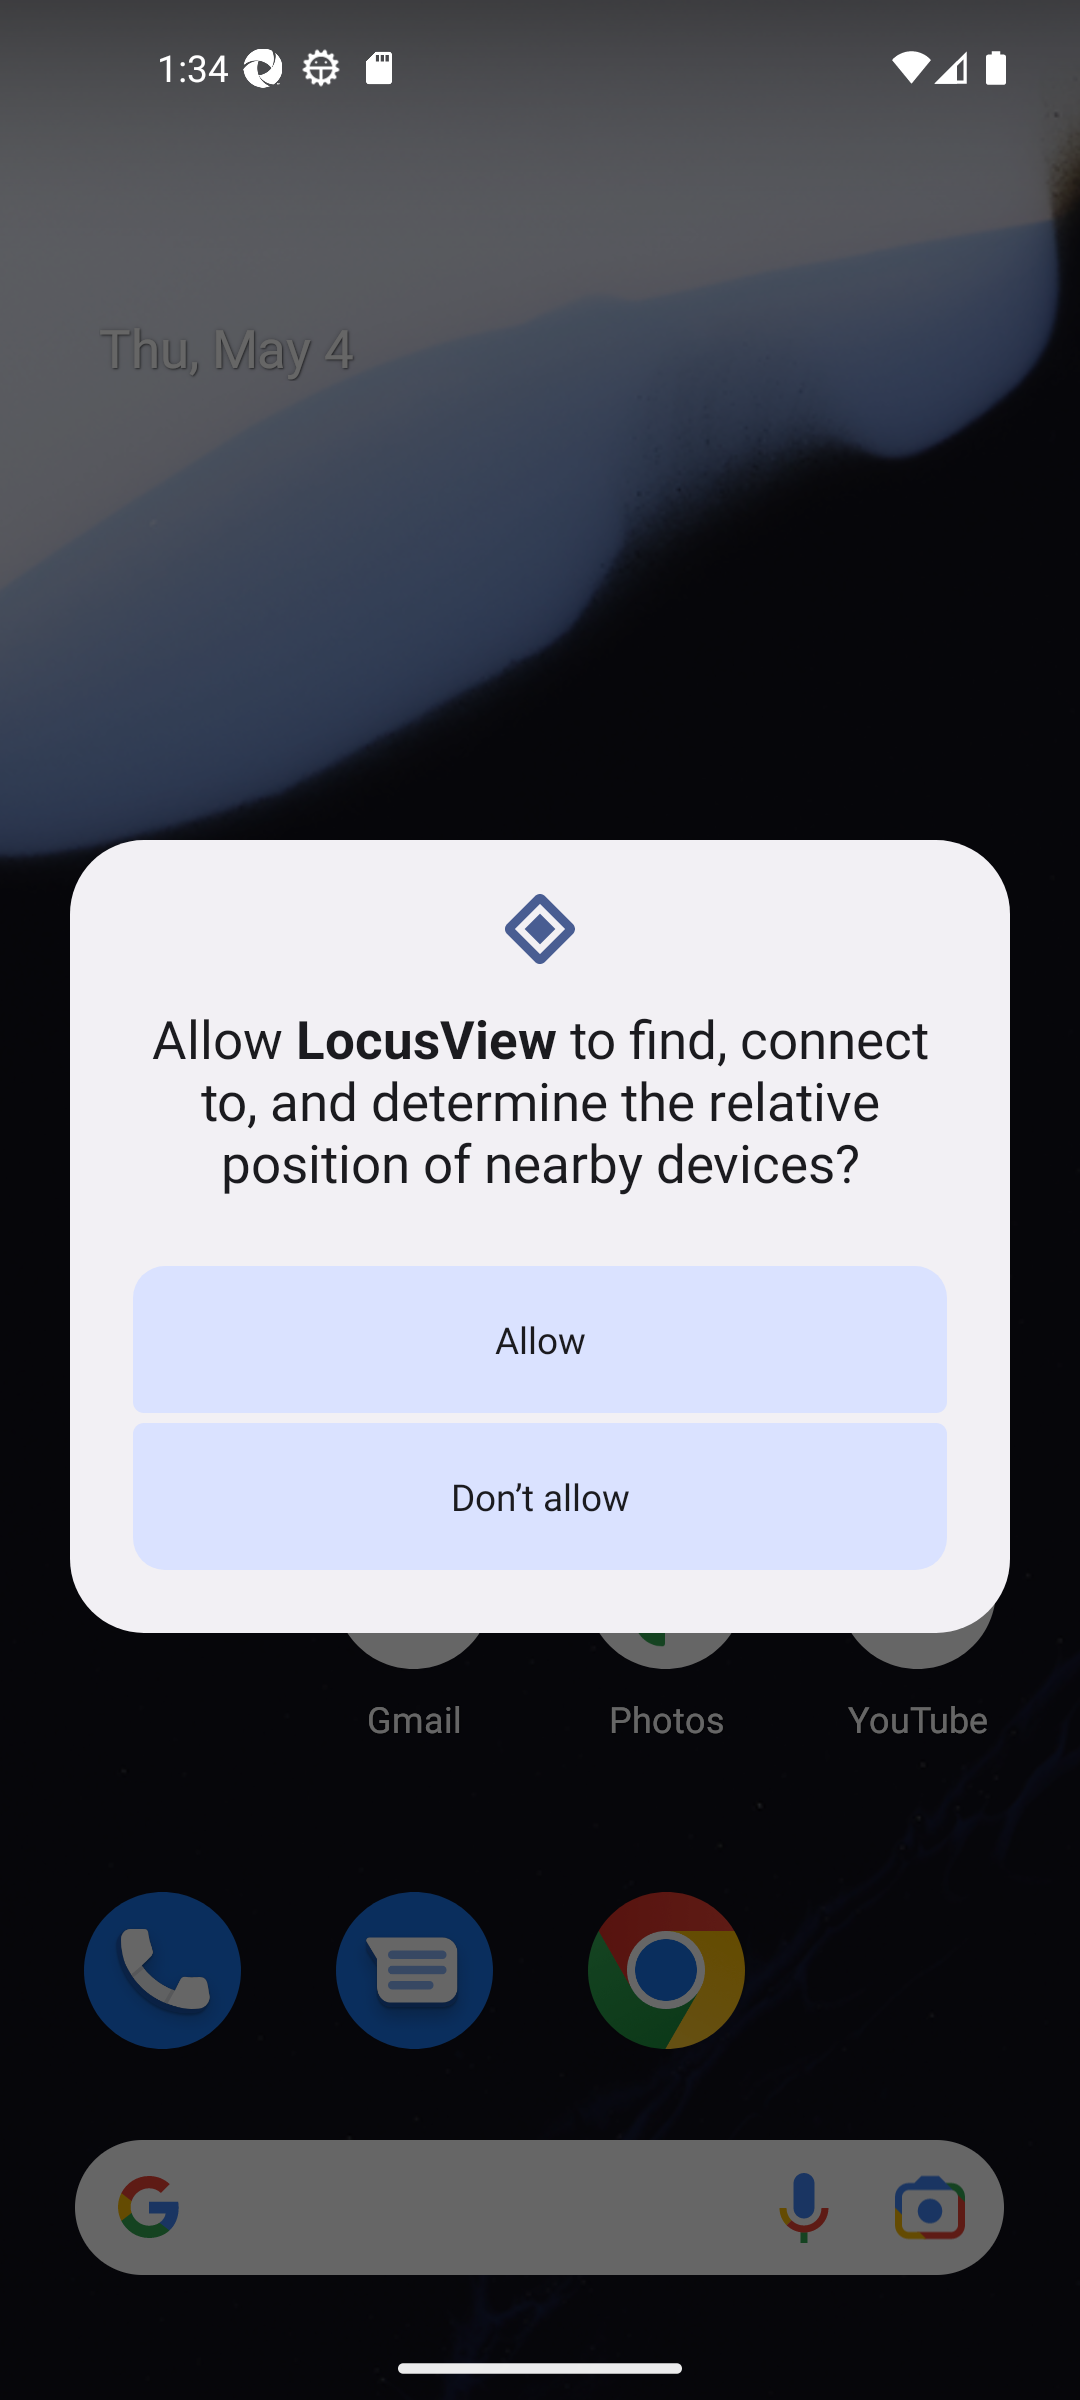 1:34
Thu, May 4
Allow LocusView to find, connect
to, and determine the relative
position of nearby devices?
Allow
Don’t allow
Gmail
Photos
YouTube